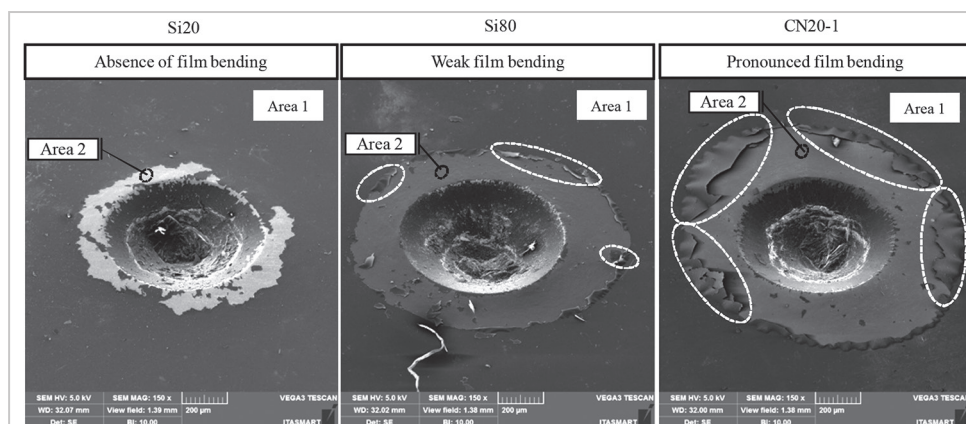 Si20
Si80
CN20-1
Absence of film bending
Weak film bending
Pronounced film bending
Area 1
Area 2
Area 1
Area 2
Area 1
Area 2
SEM HV: 5.0 kV
SEM MAG: 150 x
VEGA3 TESCAN
WD: 32.07 mm
View field: 1.39 mm
200 µm
Det: SE
BI: 10.00
ITASMART
SEM HV: 5.0 kV
SEM MAG: 150 x
VEGA3 TESCAN
WD: 32.02 mm
View field: 1.38 mm
200 µm
Det: SE
BI: 10.00
ITASMART
SEM HV: 5.0 kV
SEM MAG: 150 x
VEGA3 TESCAN
WD: 32.00 mm
View field: 1.38 mm
200 µm
Det: SE
BI: 10.00
ITASMART